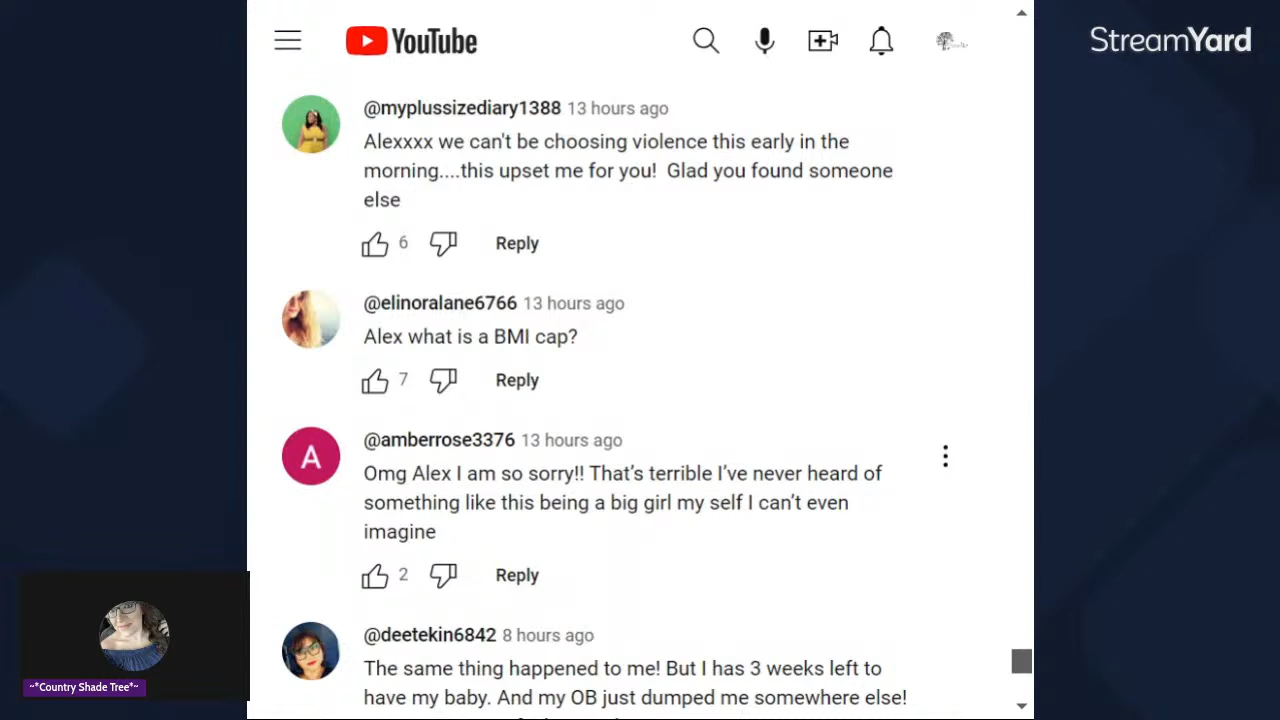 YouTube
StreamYard
@myplussizediary1388 13 hours ago
Alexxxx we can't be choosing violence this early in the
morning....this upset me for you!  Glad you found someone
else
6
Reply
@elinoralane6766 13 hours ago
Alex what is a BMI cap?
7
Reply
@amberrose3376 13 hours ago
A
Omg Alex I am so sorry!! That’s terrible I’ve never heard of
something like this being a big girl my self I can’t even
imagine
2
Reply
@deetekin6842 8 hours ago
The same thing happened to me! But I has 3 weeks left to
have my baby. And my OB just dumped me somewhere else!
~*Country Shade Tree*~